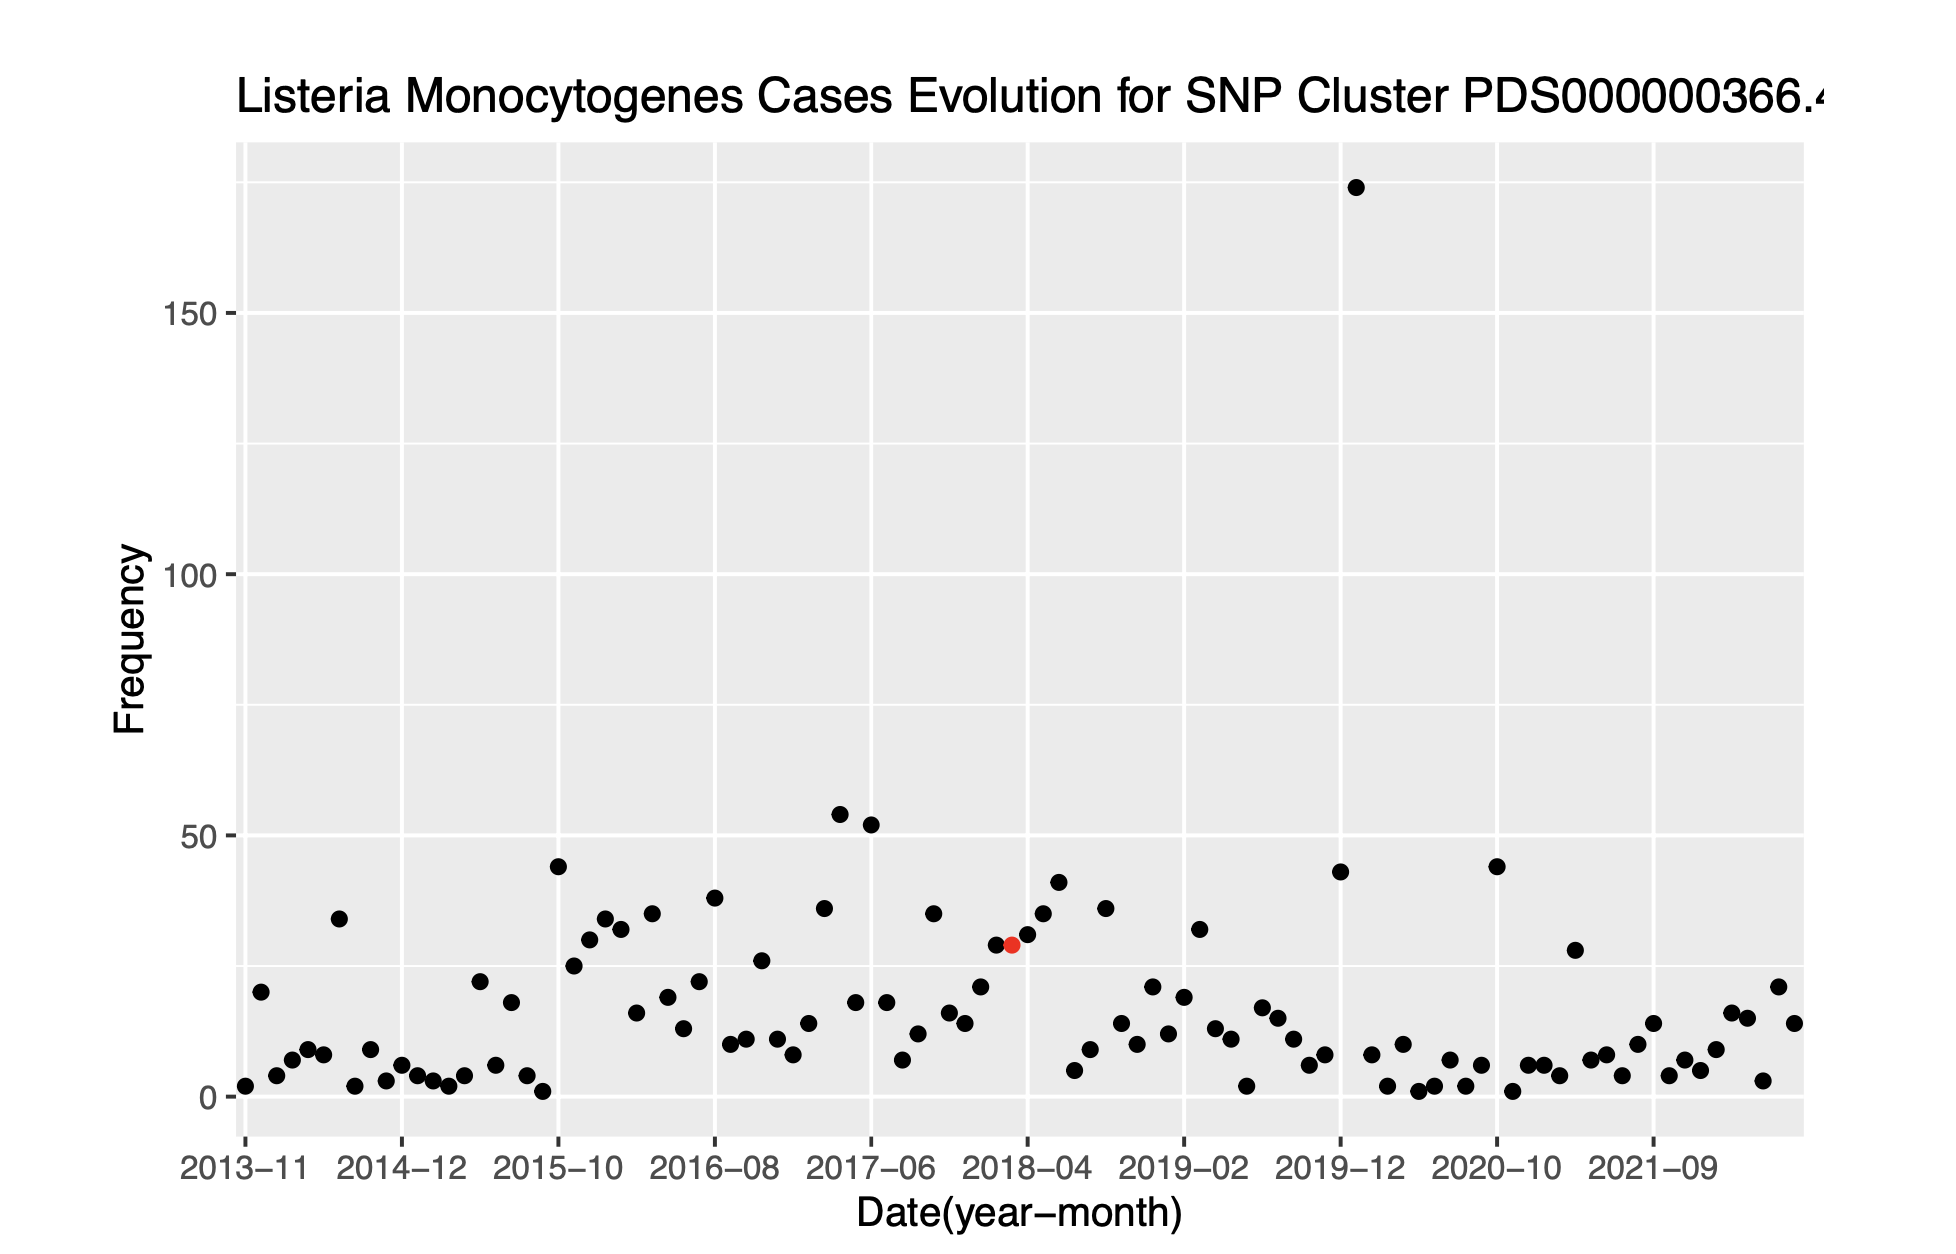 Listeria Monocytogenes Cases Evolution for SNP Cluster PDS000000366.4
150
100
50
0
Frequency
2013−11 2014−12 2015−10 2016−08 2017−06 2018−04 2019−02 2019−12 2020−10 2021−09
Date(year−month)